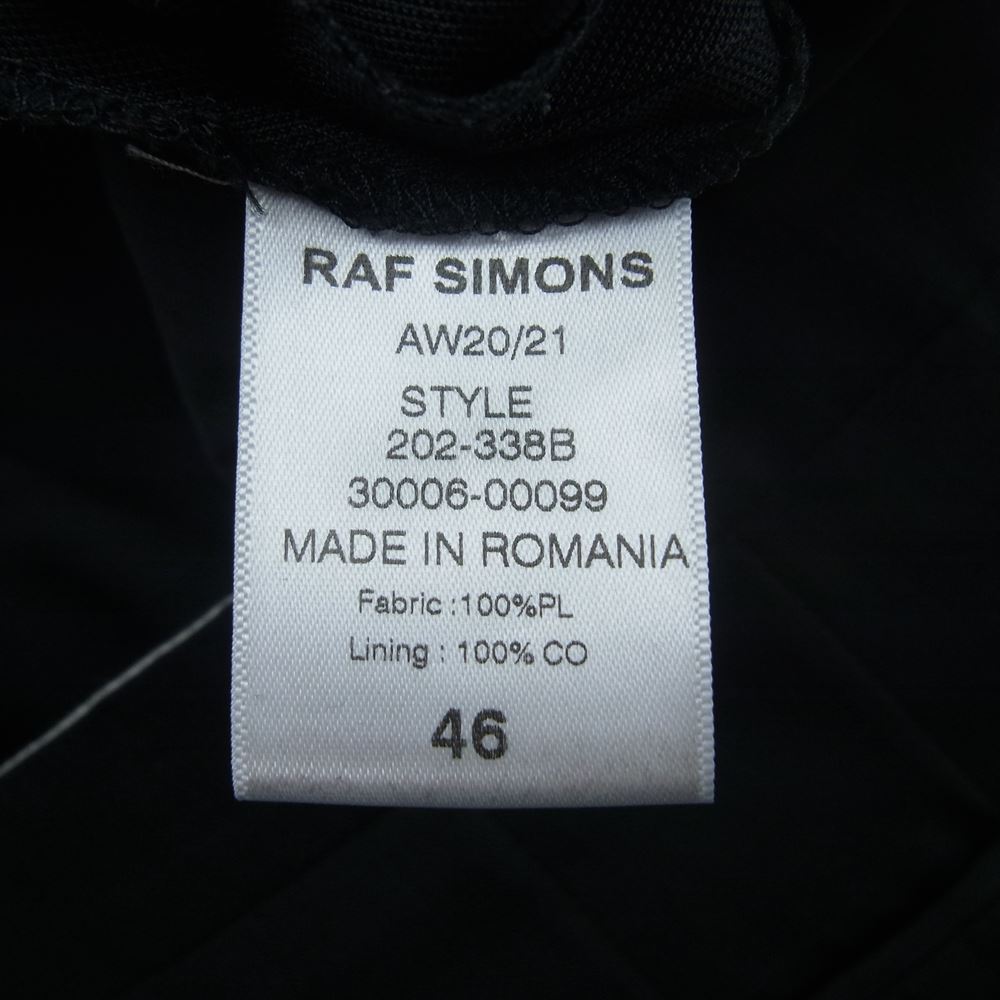 RAF SIMONS
AW20/21
STYLE
202-338B
30006-00099
MADE IN ROMANIA
Fabric :100%PL
Lining : 100% CO
46